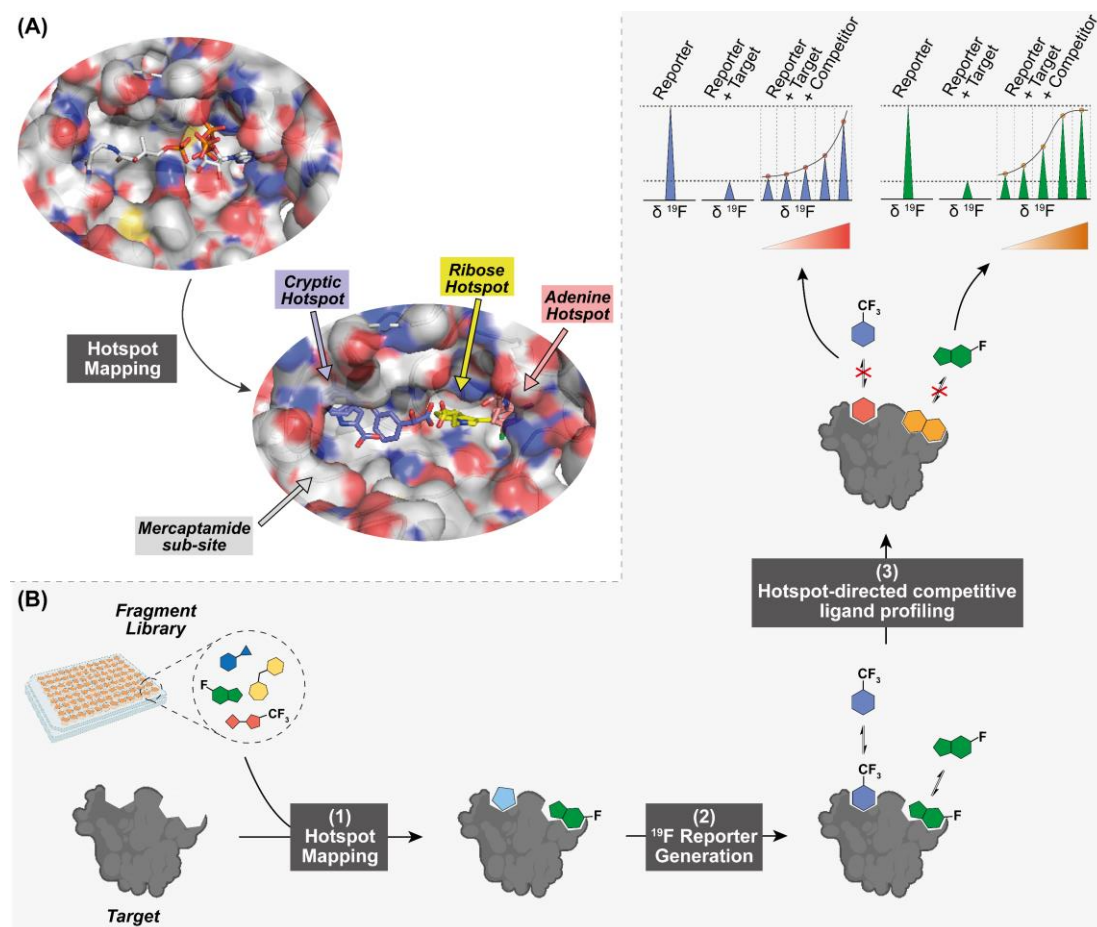 (A)
Cryptic
Hotspot
Ribose
Hotspot
Adenine
Hotspot
Hotspot
Mapping
Mercaptamide
sub-site
Reporter
Reporter
+ Target
Reporter
+ Target
+ Competitor
Reporter
Reporter
+ Target
Reporter
+ Target
+ Competitor
δ ¹⁹F
δ ¹⁹F
δ ¹⁹F
δ ¹⁹F
δ ¹⁹F
δ ¹⁹F
CF₃
F
(3)
Hotspot-directed competitive
ligand profiling
(B)
Fragment
Library
F
CF₃
Target
(1)
Hotspot
Mapping
F
(2)
¹⁹F Reporter
Generation
CF₃
F
CF₃
F